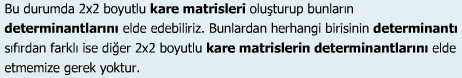 Bu durumda 2x2 boyutlu kare matrisleri oluşturup bunların
determinantlarını elde edebiliriz. Bunlardan herhangi birisinin determinantı
sıfırdan farklı ise diğer 2x2 boyutlu kare matrislerin determinantlarını elde
etmemize gerek yoktur.